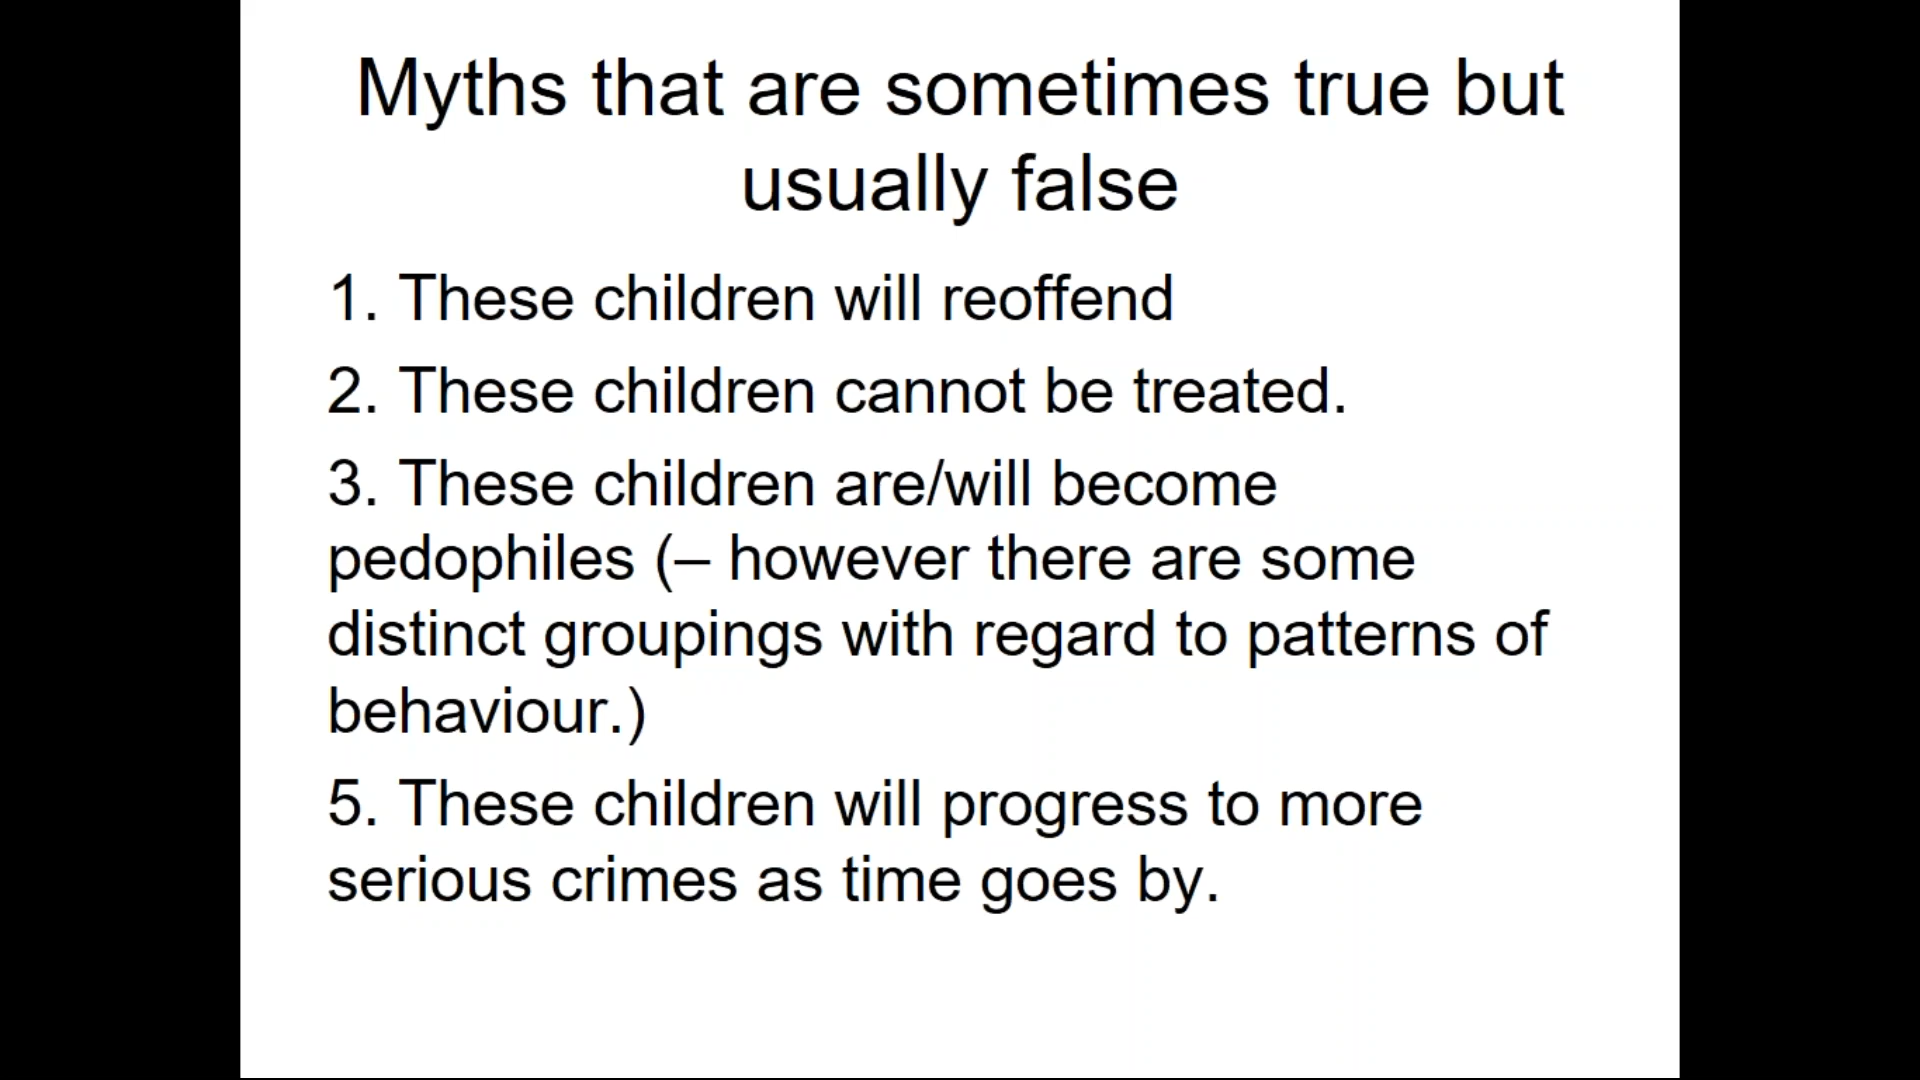 Myths that are sometimes true but
usually false
1. These children will reoffend
2. These children cannot be treated.
3. These children are/will become
pedophiles (– however there are some
distinct groupings with regard to patterns of
behaviour.)
5. These children will progress to more
serious crimes as time goes by.